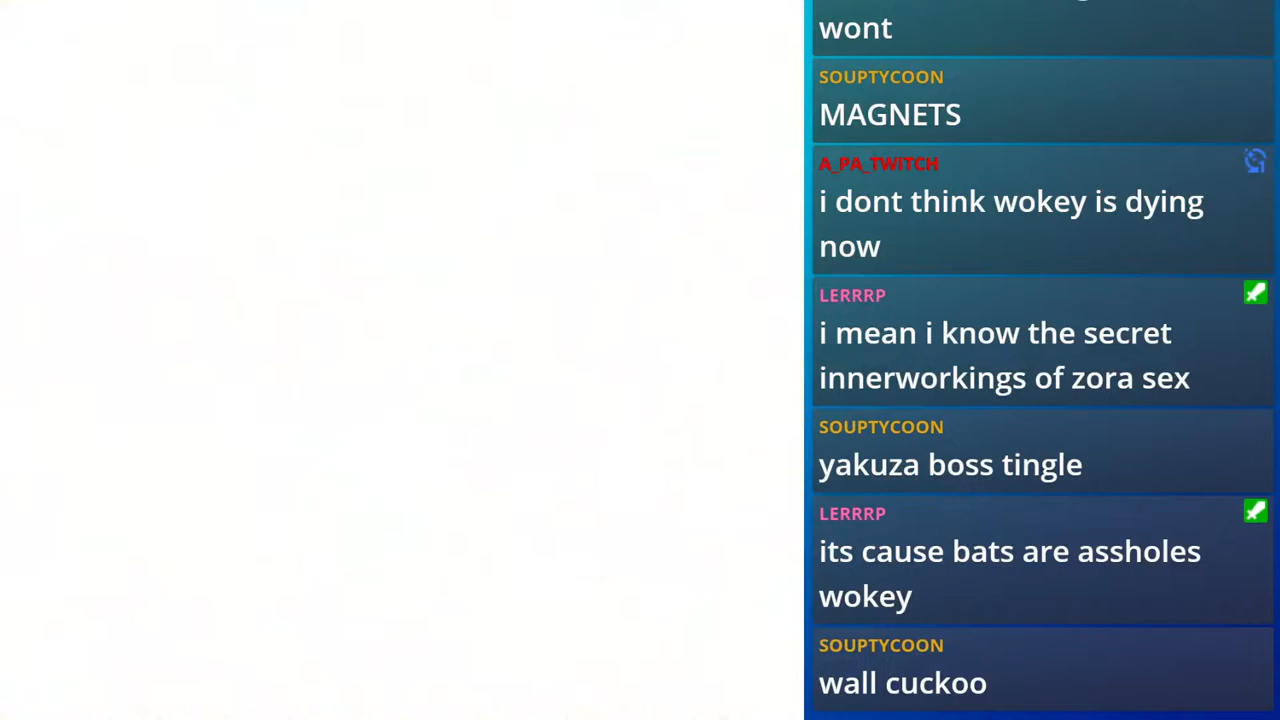 wont
SOUPTYCOON
MAGNETS
A_PA_TWITCH
i dont think wokey is dying
now
LERRRP
i mean i know the secret
innerworkings of zora sex
SOUPTYCOON
yakuza boss tingle
LERRRP
its cause bats are assholes
wokey
SOUPTYCOON
wall cuckoo